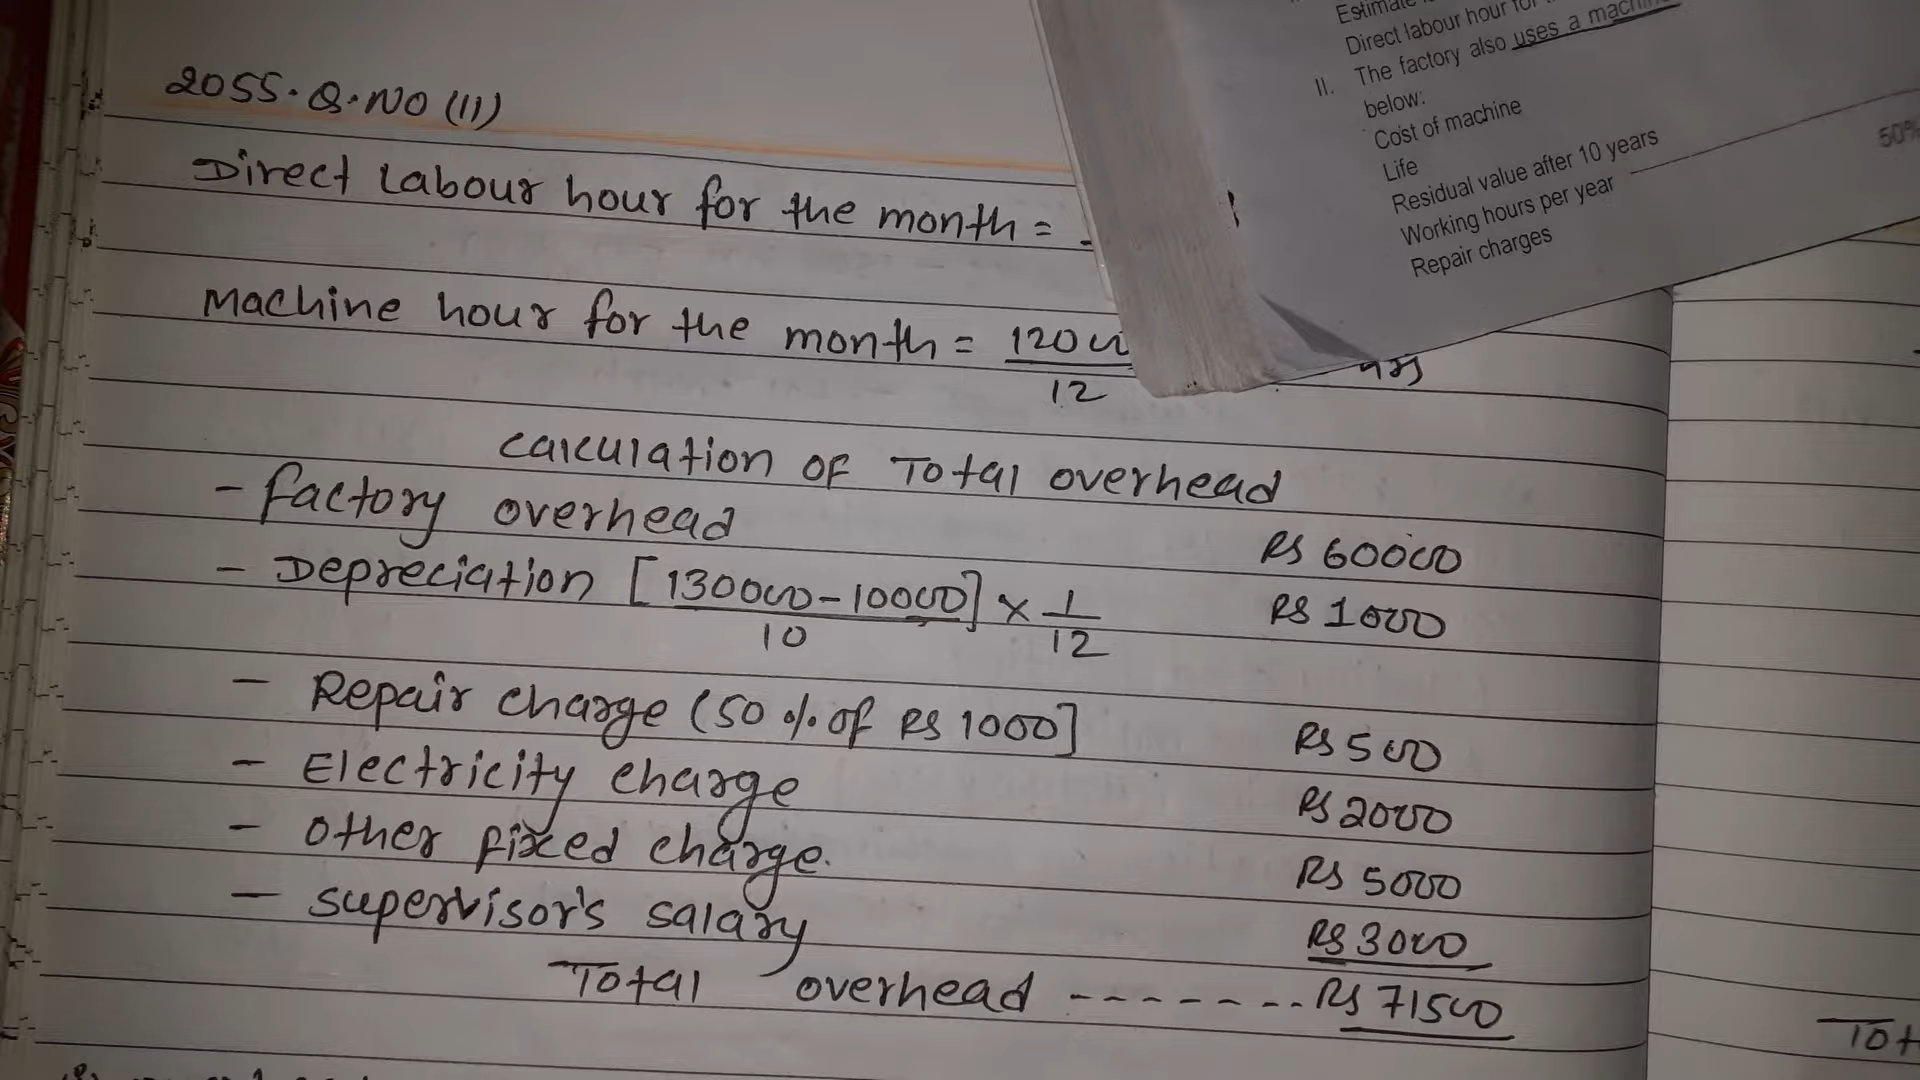 2055. Q. NO (11)
Direct Labour hour for the month =
Machine hour for the month = 1200
12
hrs
Calculation of Total overhead
- factory overhead Rs 60000
- Depreciation [130000-10000] x 1 Rs 1000
10 12
- Repair charge (50% of Rs 1000] Rs 500
- Electricity charge Rs 2000
- Other fixed charge. Rs 5000
- Supervisor's salary Rs 3000
Total overhead ------- Rs 71500
Tot
Estimate
Direct labour hour for
II. The factory also uses a machine
below:
Cost of machine
Life
Residual value after 10 years
Working hours per year
Repair charges
50%